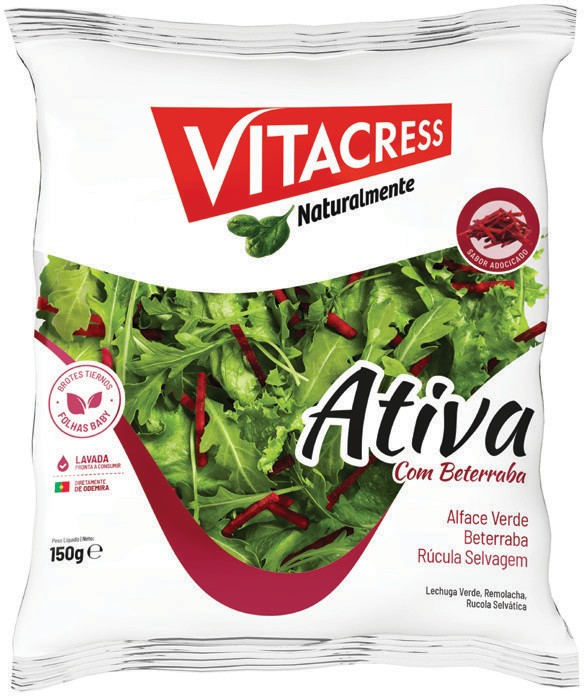 VITACRESS
Naturalmente
SABOR ADOCICADO
Ativa
Com Beterraba
Alface Verde
Beterraba
Rúcula Selvagem
Lechuga Verde, Remolacha,
Rucola Selvática
BROTES TIERNOS
FOLHAS BABY
LAVADA
PRONTA A CONSUMIR
DIRETAMENTE
DE ODEMIRA
Peso Líquido | Neto:
150g e